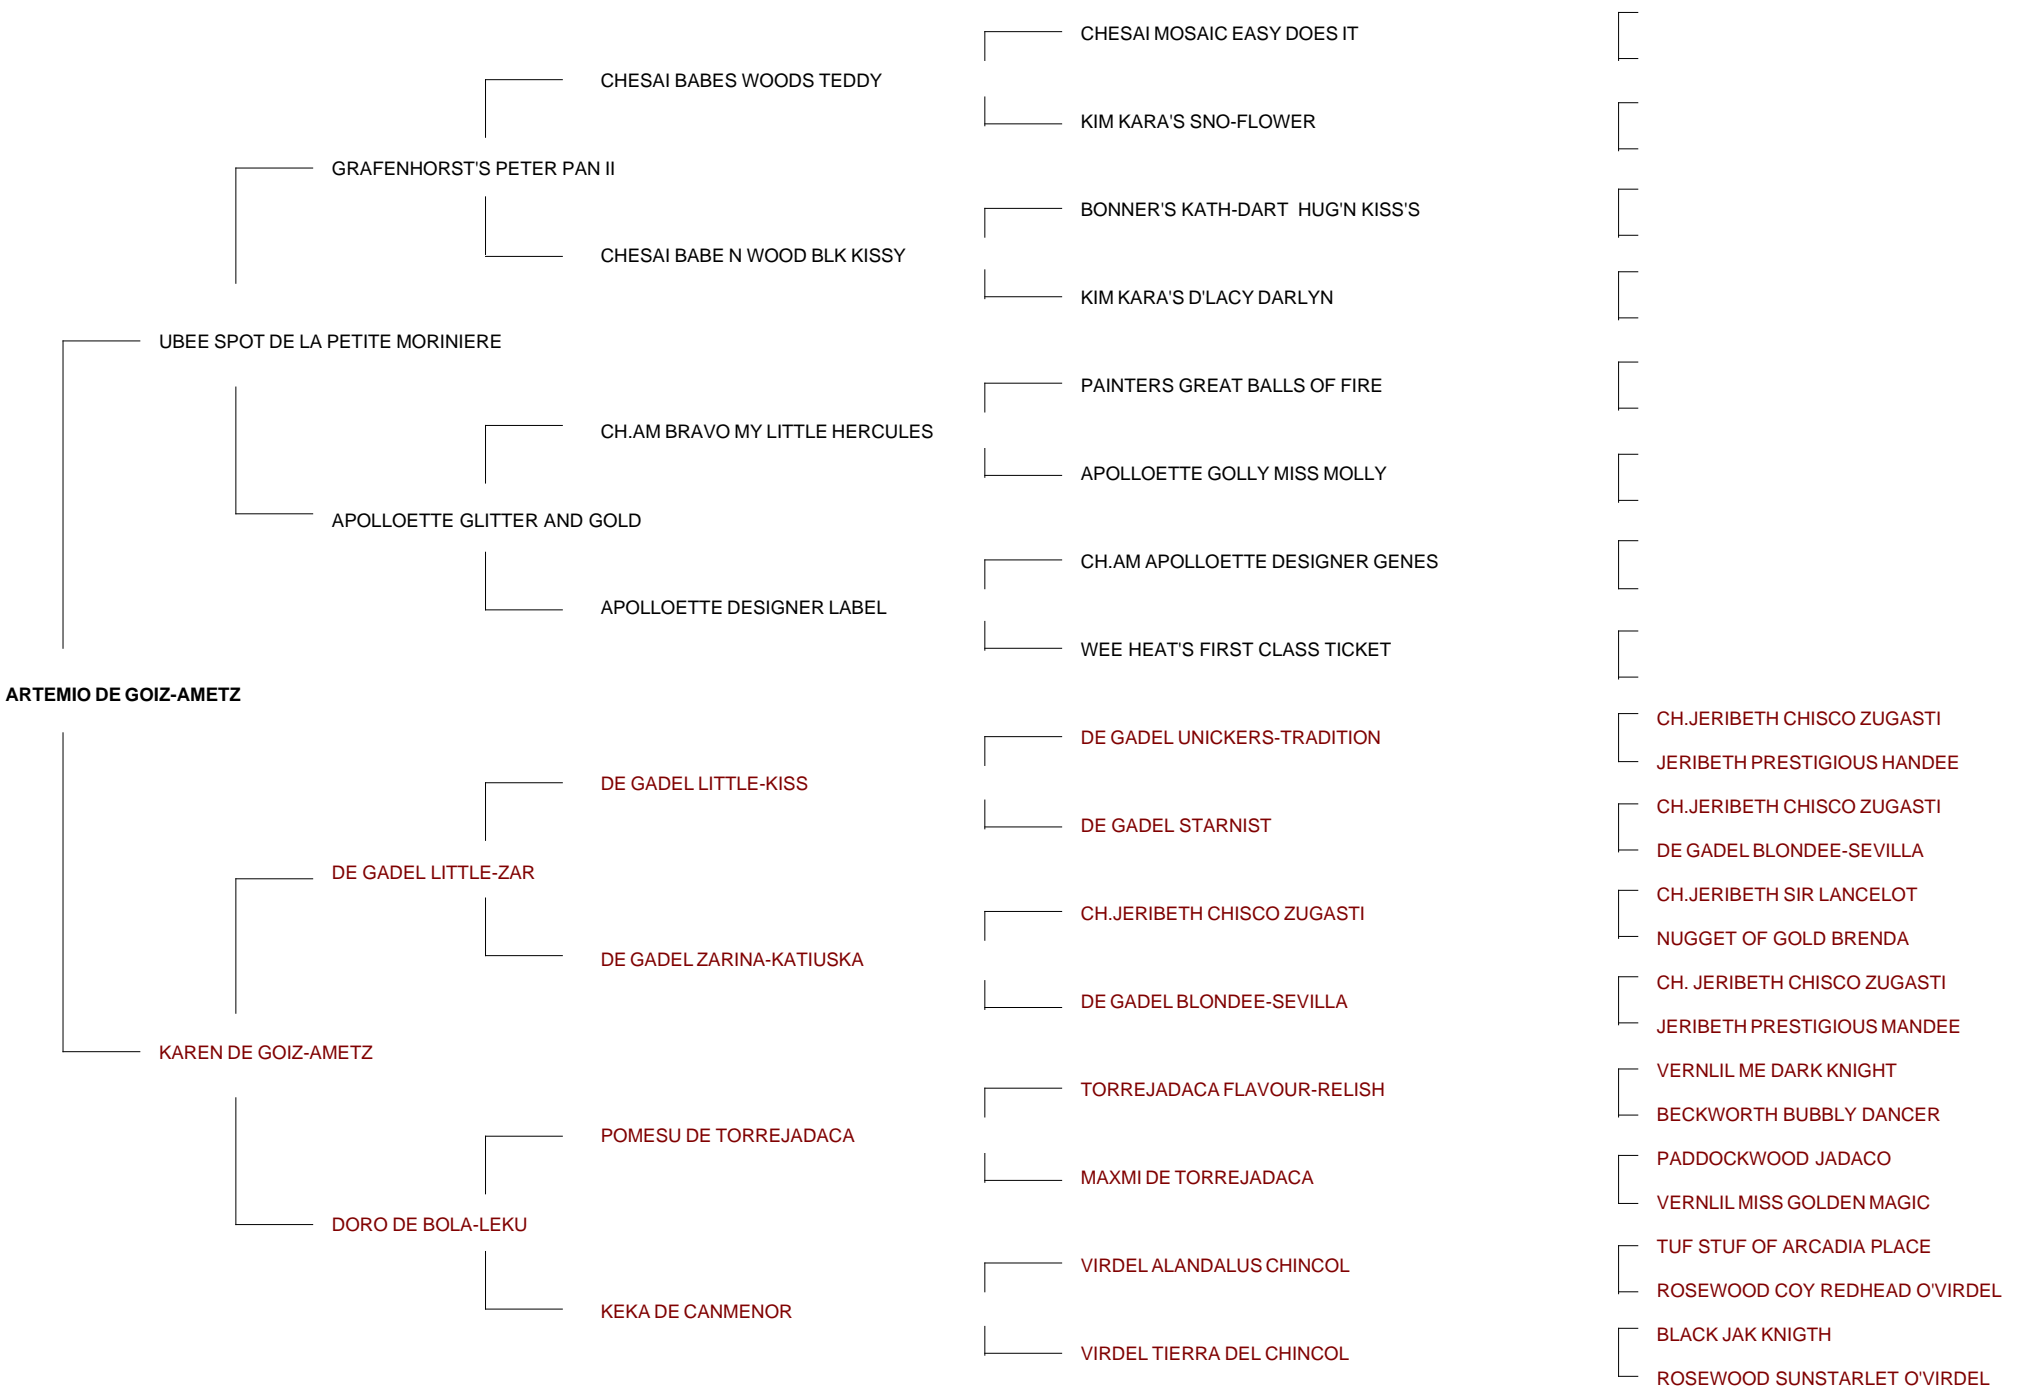 CHESAI MOSAIC EASY DOES IT
CHESAI BABES WOODS TEDDY
KIM KARA'S SNO-FLOWER
GRAFENHORST'S PETER PAN II
BONNER'S KATH-DART HUG'N KISS'S
CHESAI BABE N WOOD BLK KISSY
KIM KARA'S D'LACY DARLYN
UBEE SPOT DE LA PETITE MORINIERE
PAINTERS GREAT BALLS OF FIRE
CH.AM BRAVO MY LITTLE HERCULES
APOLLOETTE GOLLY MISS MOLLY
APOLLOETTE GLITTER AND GOLD
CH.AM APOLLOETTE DESIGNER GENES
APOLLOETTE DESIGNER LABEL
WEE HEAT'S FIRST CLASS TICKET
ARTEMIO DE GOIZ-AMETZ
CH.JERIBETH CHISCO ZUGASTI
DE GADEL UNICKERS-TRADITION
JERIBETH PRESTIGIOUS HANDEE
DE GADEL LITTLE-KISS
CH.JERIBETH CHISCO ZUGASTI
DE GADEL STARNIST
DE GADEL BLONDEE-SEVILLA
DE GADEL LITTLE-ZAR
CH.JERIBETH SIR LANCELOT
CH.JERIBETH CHISCO ZUGASTI
NUGGET OF GOLD BRENDA
DE GADEL ZARINA-KATIUSKA
CH. JERIBETH CHISCO ZUGASTI
DE GADEL BLONDEE-SEVILLA
JERIBETH PRESTIGIOUS MANDEE
KAREN DE GOIZ-AMETZ
VERNLIL ME DARK KNIGHT
TORREJADACA FLAVOUR-RELISH
BECKWORTH BUBBLY DANCER
POMESU DE TORREJADACA
PADDOCKWOOD JADACO
MAXMI DE TORREJADACA
VERNLIL MISS GOLDEN MAGIC
DORO DE BOLA-LEKU
TUF STUF OF ARCADIA PLACE
VIRDEL ALANDALUS CHINCOL
ROSEWOOD COY REDHEAD O'VIRDEL
KEKA DE CANMENOR
BLACK JAK KNIGTH
VIRDEL TIERRA DEL CHINCOL
ROSEWOOD SUNSTARLET O'VIRDEL